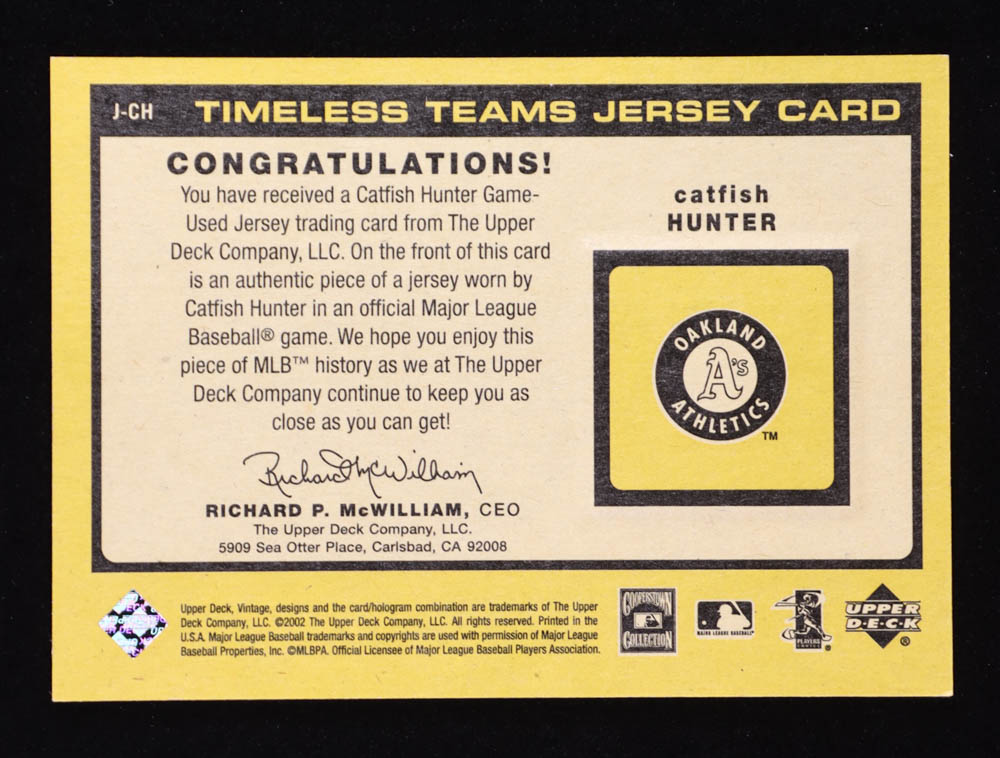 J-CH TIMELESS TEAMS JERSEY CARD
CONGRATULATIONS!
You have received a Catfish Hunter Game-
Used Jersey trading card from The Upper
Deck Company, LLC. On the front of this card
is an authentic piece of a jersey worn by
Catfish Hunter in an official Major League
Baseball® game. We hope you enjoy this
piece of MLB™ history as we at The Upper
Deck Company continue to keep you as
close as you can get!
Richard McWilliam
RICHARD P. McWILLIAM, CEO
The Upper Deck Company, LLC.
5909 Sea Otter Place, Carlsbad, CA 92008
catfish
HUNTER
OAKLAND
A's
ATHLETICS
TM
Upper Deck, Vintage, designs and the card/hologram combination are trademarks of The Upper
Deck Company, LLC. ©2002 The Upper Deck Company, LLC. All rights reserved. Printed in the
U.S.A. Major League Baseball trademarks and copyrights are used with permission of Major League
Baseball Properties, Inc. ©MLBPA. Official Licensee of Major League Baseball Players Association.
COOPERSTOWN
COLLECTION
MAJOR LEAGUE BASEBALL
PLAYERS
CHOICE
®
UPPER
D·E·C·K
®